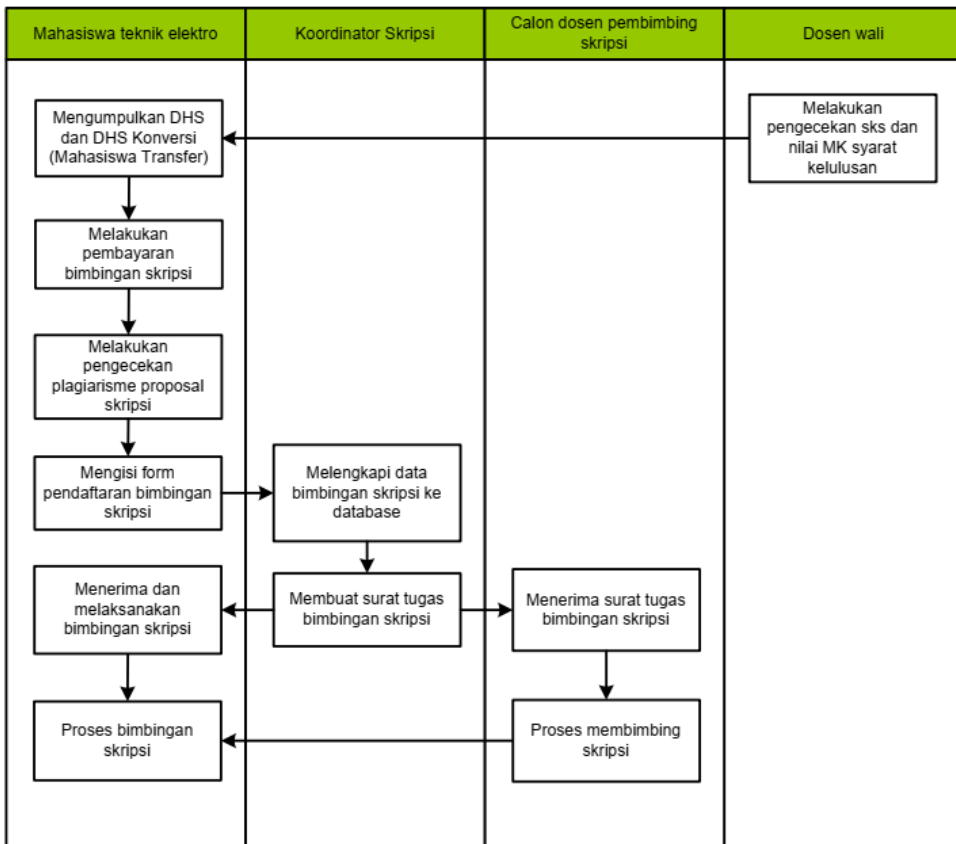 Mahasiswa teknik elektro
Koordinator Skripsi
Calon dosen pembimbing
skripsi
Dosen wali
Mengumpulkan DHS
dan DHS Konversi
(Mahasiswa Transfer)
Melakukan
pengecekan sks dan
nilai MK syarat
kelulusan
Melakukan
pembayaran
bimbingan skripsi
Melakukan
pengecekan
plagiarisme proposal
skripsi
Mengisi form
pendaftaran bimbingan
skripsi
Melengkapi data
bimbingan skripsi ke
database
Menerima dan
melaksanakan
bimbingan skripsi
Membuat surat tugas
bimbingan skripsi
Menerima surat tugas
bimbingan skripsi
Proses bimbingan
skripsi
Proses membimbing
skripsi